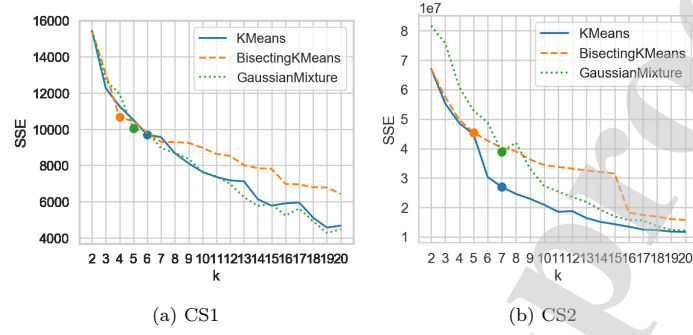 16000
14000
12000
10000
8000
6000
4000
SSE
KMeans
BisectingKMeans
GaussianMixture
2 3 4 5 6 7 8 9 10 11 12 13 14 15 16 17 18 19 20
k
(a) CS1
1e7
8
7
6
5
4
3
2
1
SSE
KMeans
BisectingKMeans
GaussianMixture
2 3 4 5 6 7 8 9 10 11 12 13 14 15 16 17 18 19 20
k
(b) CS2
pro